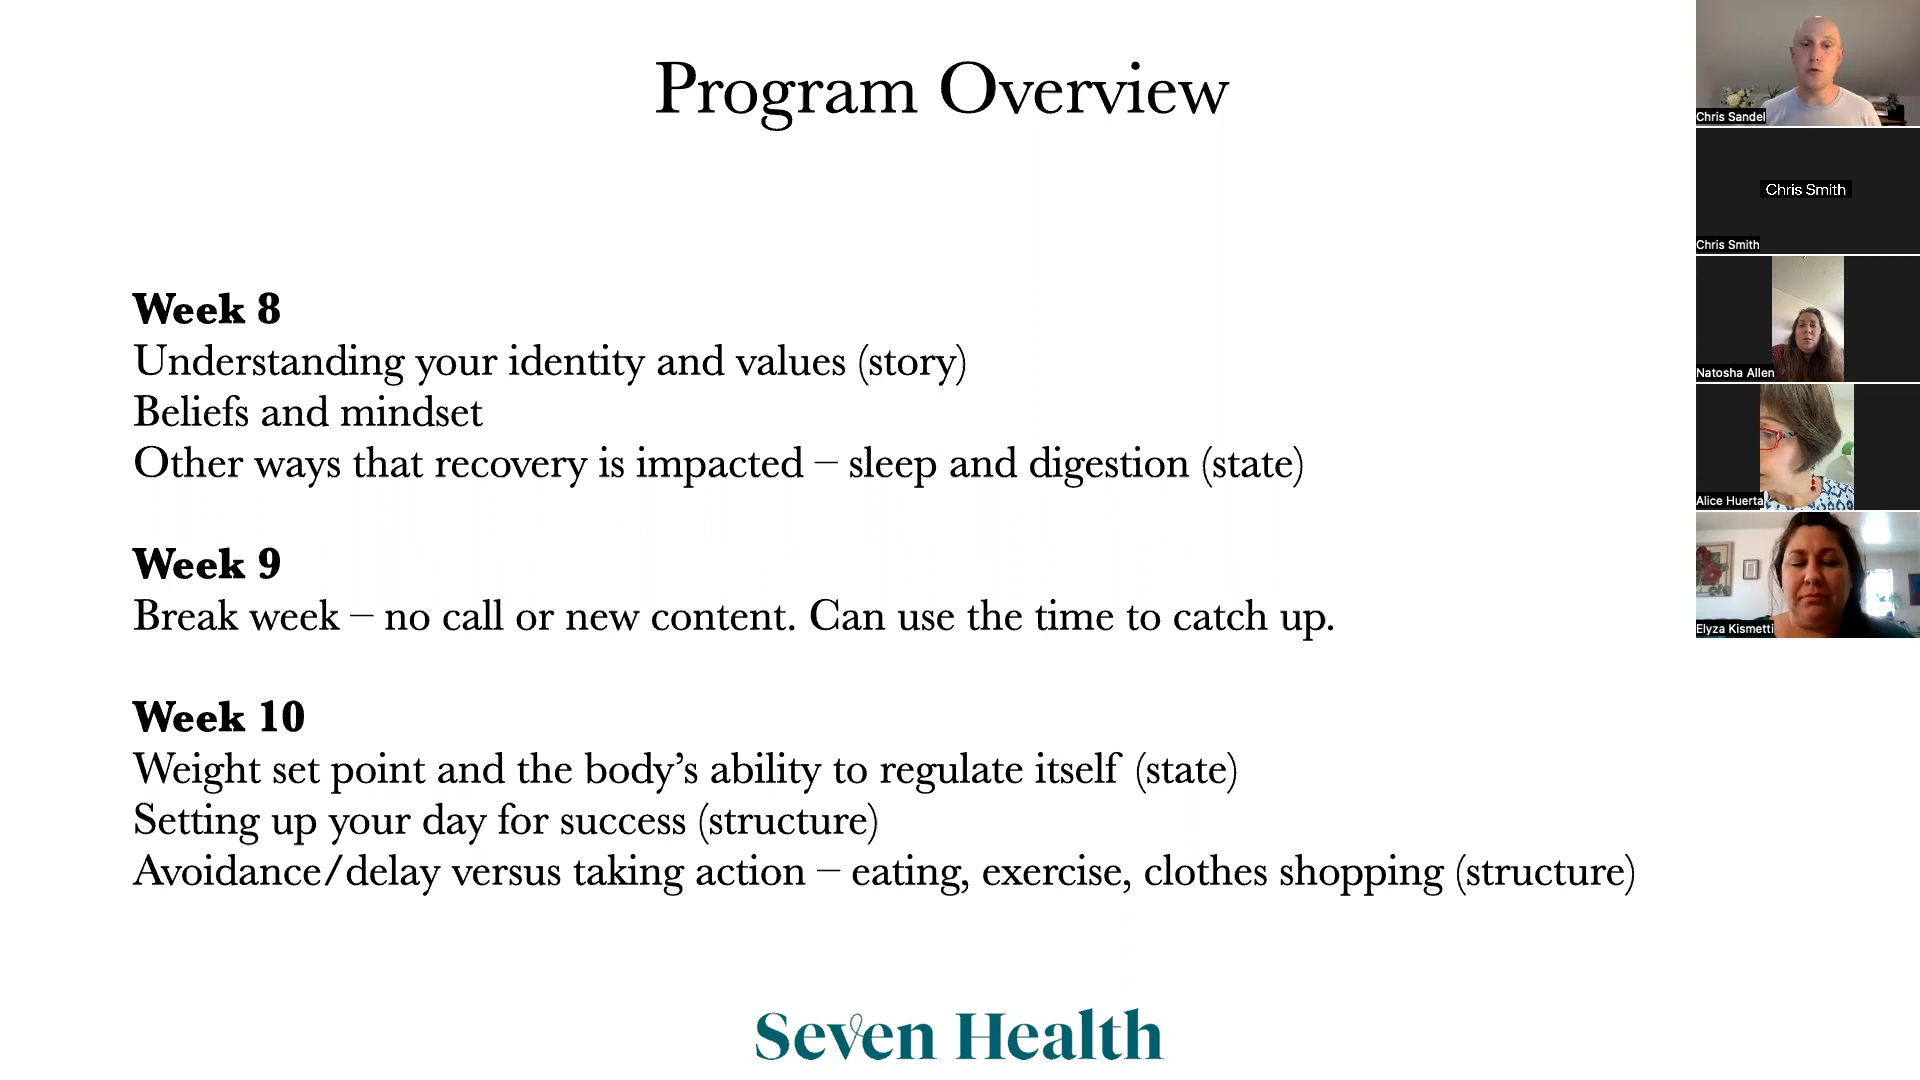 Program Overview
Week 8
Understanding your identity and values (story)
Beliefs and mindset
Other ways that recovery is impacted – sleep and digestion (state)
Week 9
Break week – no call or new content. Can use the time to catch up.
Week 10
Weight set point and the body’s ability to regulate itself (state)
Setting up your day for success (structure)
Avoidance/delay versus taking action – eating, exercise, clothes shopping (structure)
Seven Health
Chris Sandel
Chris Smith
Chris Smith
Natosha Allen
Alice Huerta
Elyza Kismetti